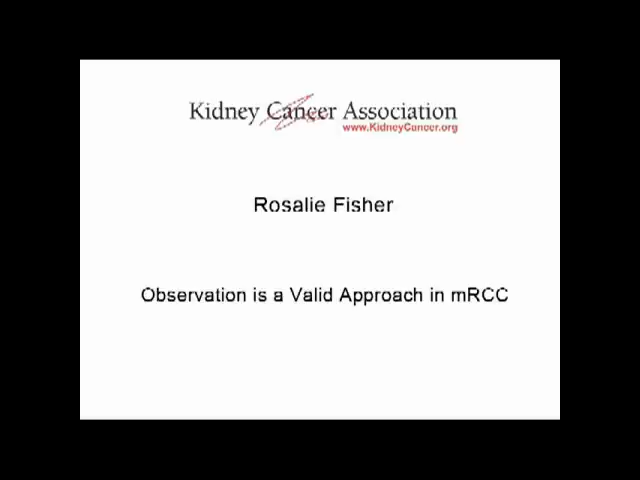 Kidney Cancer Association
www.KidneyCancer.org
Rosalie Fisher
Observation is a Valid Approach in mRCC